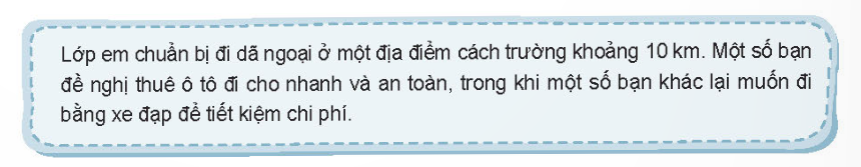 Lớp em chuẩn bị đi dã ngoại ở một địa điểm cách trường khoảng 10 km. Một số bạn
đề nghị thuê ô tô đi cho nhanh và an toàn, trong khi một số bạn khác lại muốn đi
bằng xe đạp để tiết kiệm chi phí.